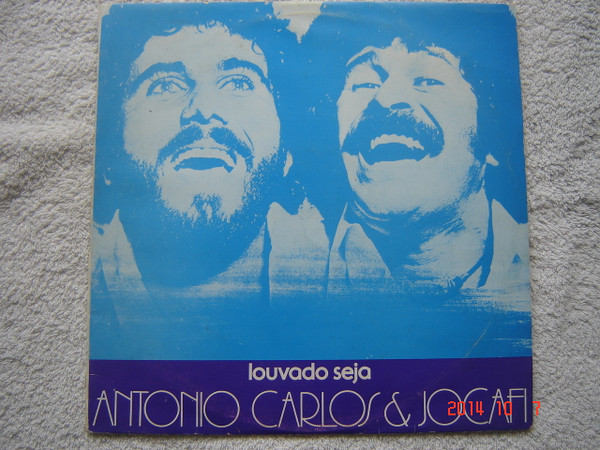 louvado seja
ANTONIO CARLOS & JOCAFI
2014 10 7